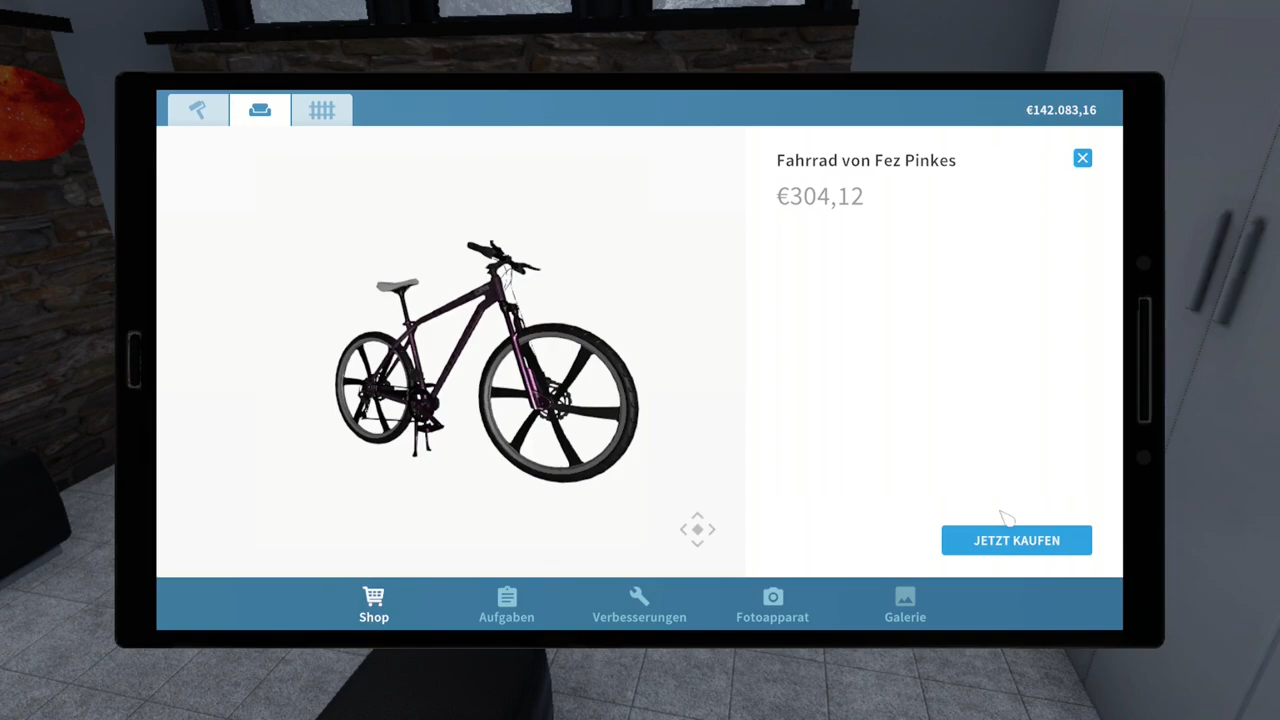 €142.083,16
Fahrrad von Fez Pinkes
€304,12
JETZT KAUFEN
Shop
Aufgaben
Verbesserungen
Fotoapparat
Galerie